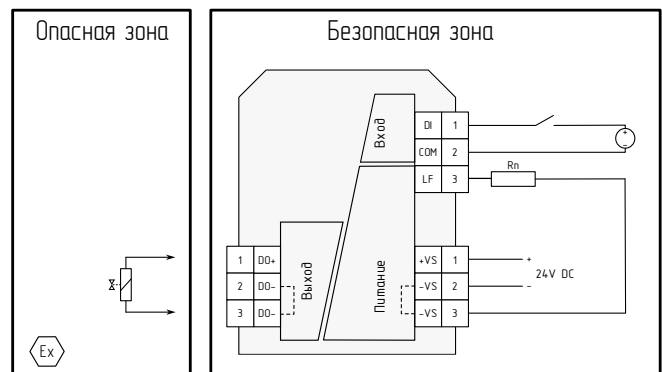 Опасная зона
Безопасная зона
Вход
DI 1
COM 2
LF 3
Rn
+
−
1 DO+
2 DO-
3 DO-
Выход
Питание
+VS 1
-VS 2
-VS 3
+
24V DC
-
Ex